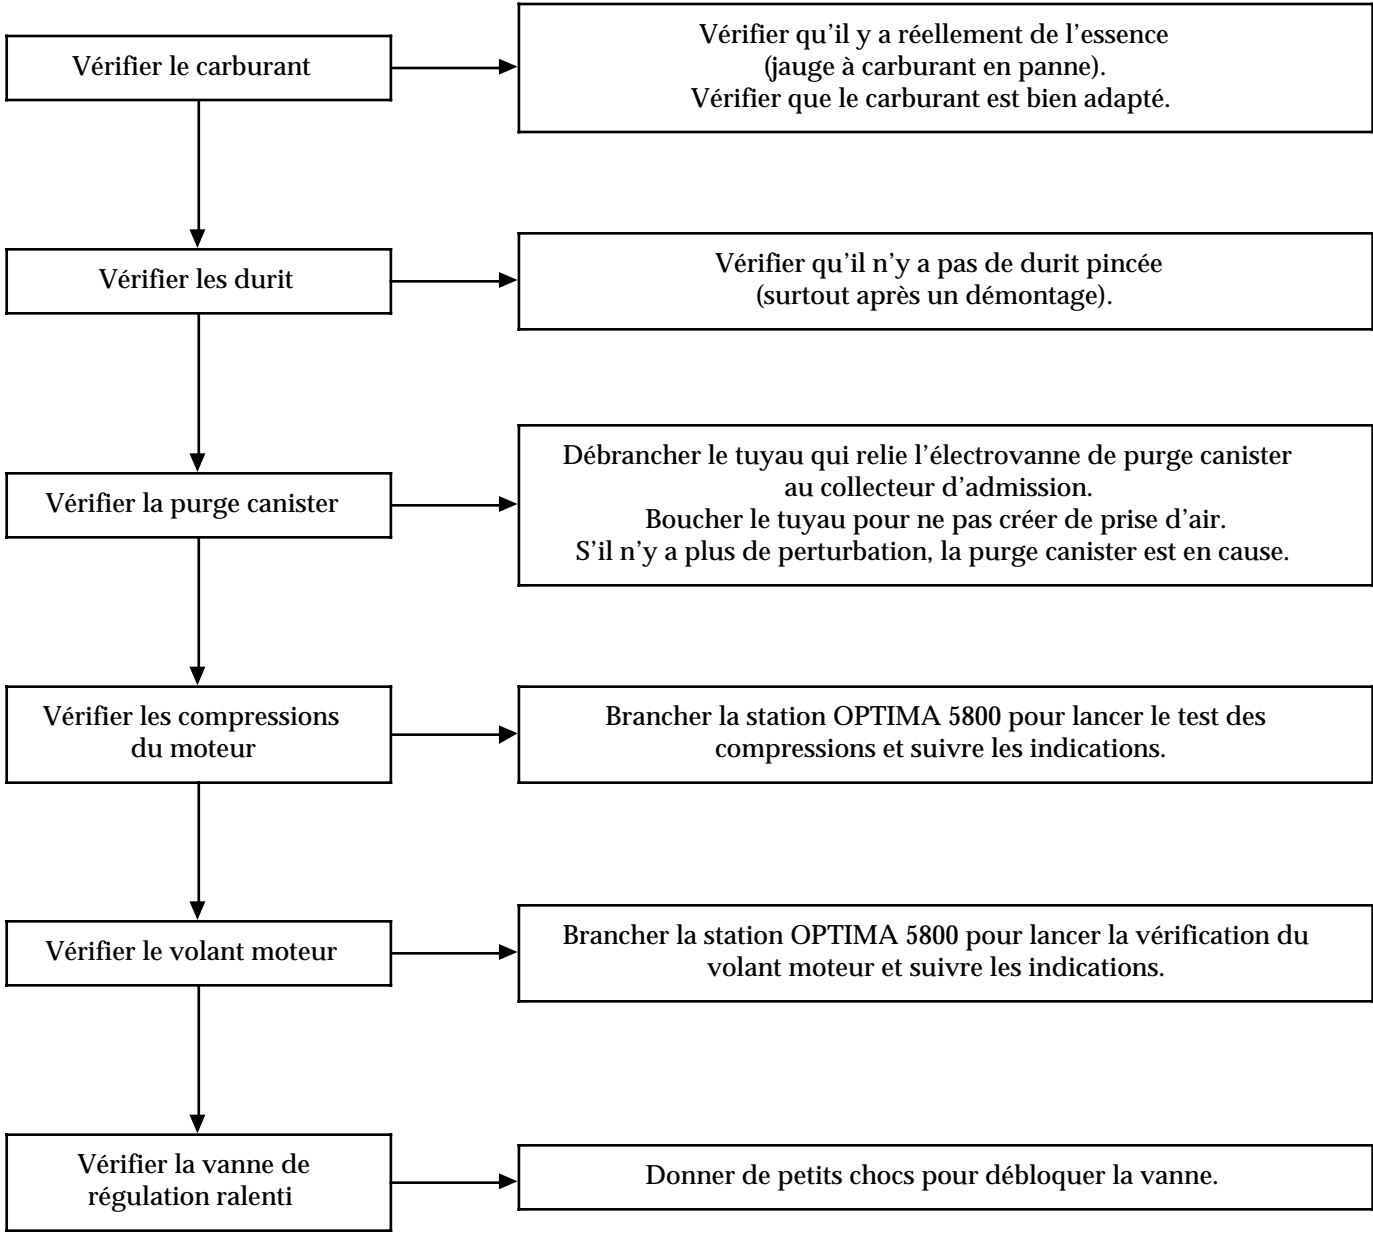 Vérifier le carburant
Vérifier qu’il y a réellement de l’essence
(jauge à carburant en panne).
Vérifier que le carburant est bien adapté.
Vérifier les durit
Vérifier qu’il n’y a pas de durit pincée
(surtout après un démontage).
Vérifier la purge canister
Débrancher le tuyau qui relie l’électrovanne de purge canister
au collecteur d’admission.
Boucher le tuyau pour ne pas créer de prise d’air.
S’il n’y a plus de perturbation, la purge canister est en cause.
Vérifier les compressions
du moteur
Brancher la station OPTIMA 5800 pour lancer le test des
compressions et suivre les indications.
Vérifier le volant moteur
Brancher la station OPTIMA 5800 pour lancer la vérification du
volant moteur et suivre les indications.
Vérifier la vanne de
régulation ralenti
Donner de petits chocs pour débloquer la vanne.